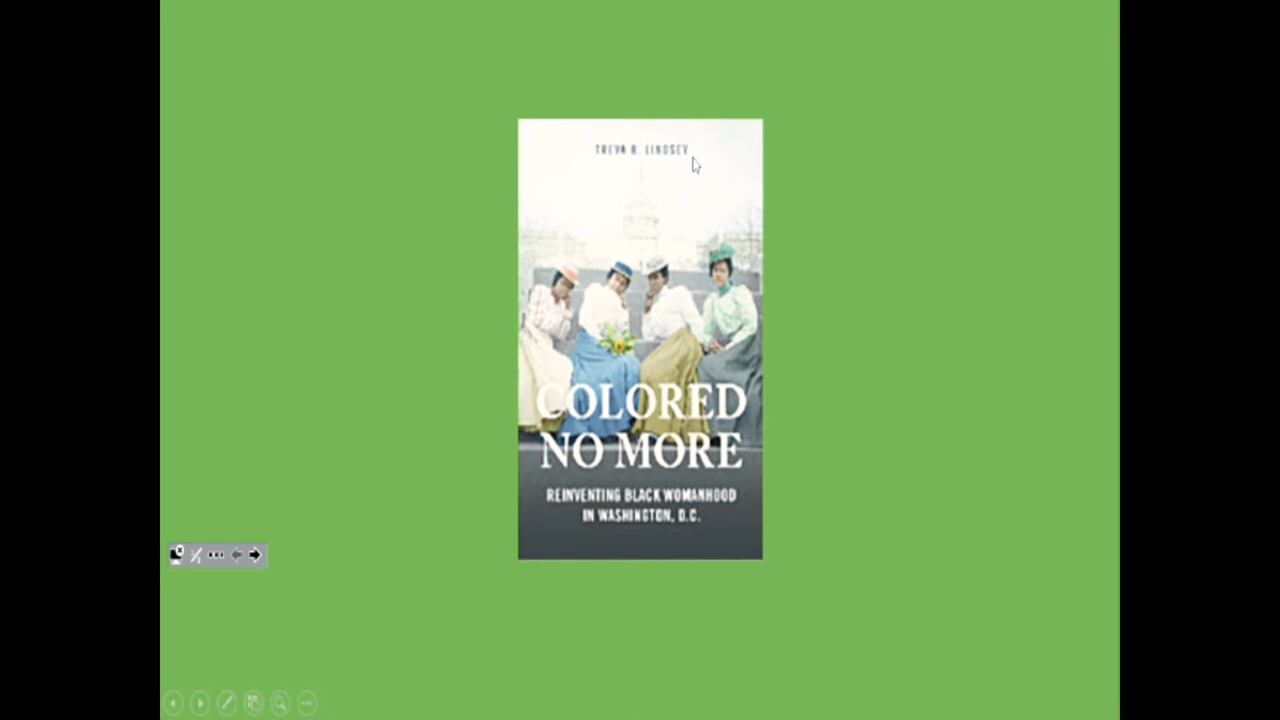 TREVA B. LINDSEY
COLORED
NO MORE
REINVENTING BLACK WOMANHOOD
IN WASHINGTON, D.C.